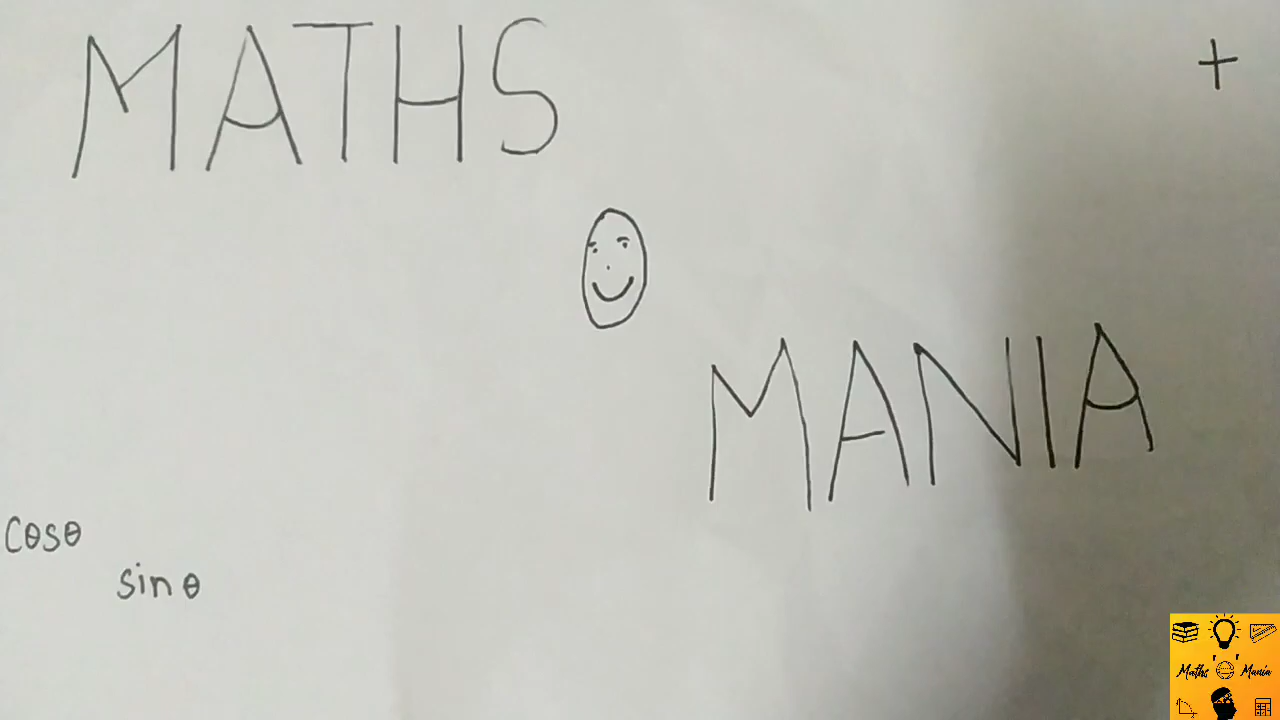 MATHS
+
MANIA
cosθ
sinθ
Maths Mania